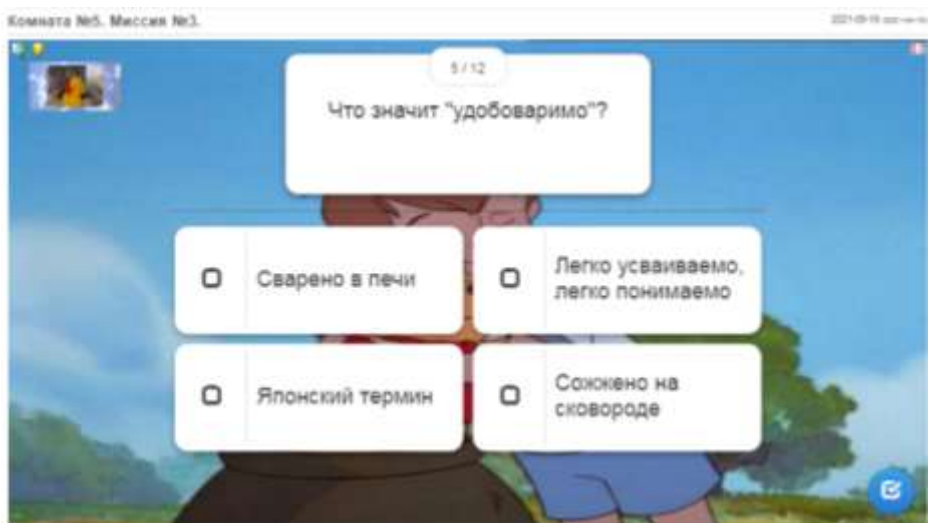 Комната №5. Миссия №3.
5 / 12
Что значит "удобоваримо"?
Сварено в печи
Легко усваиваемо,
легко понимаемо
Японский термин
Сожжено на
сковороде